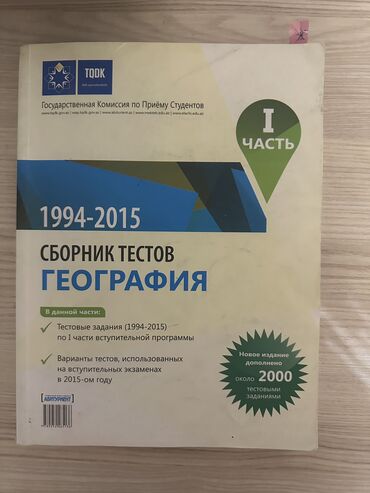 TQDK
Государственная Комиссия по Приёму Студентов
I
ЧАСТЬ
1994-2015
СБОРНИК ТЕСТОВ
ГЕОГРАФИЯ
В данной части:
Тестовые задания (1994-2015)
по I части вступительной программы
Варианты тестов, использованных
на вступительных экзаменах
в 2015-ом году
Новое издание
дополнено
около 2000
тестовыми
заданиями
АБИТУРИЕНТ